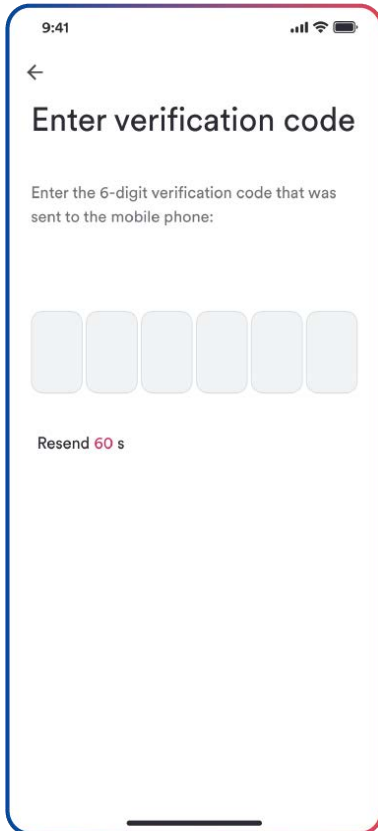 9:41
Enter verification code
Enter the 6-digit verification code that was
sent to the mobile phone:
Resend 60 s